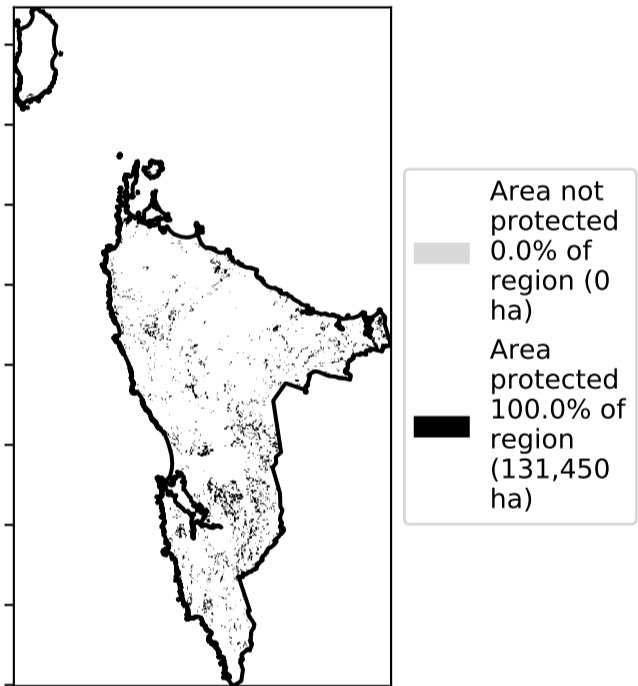 Area not
protected
0.0% of
region (0
ha)
Area
protected
100.0% of
region
(131,450
ha)